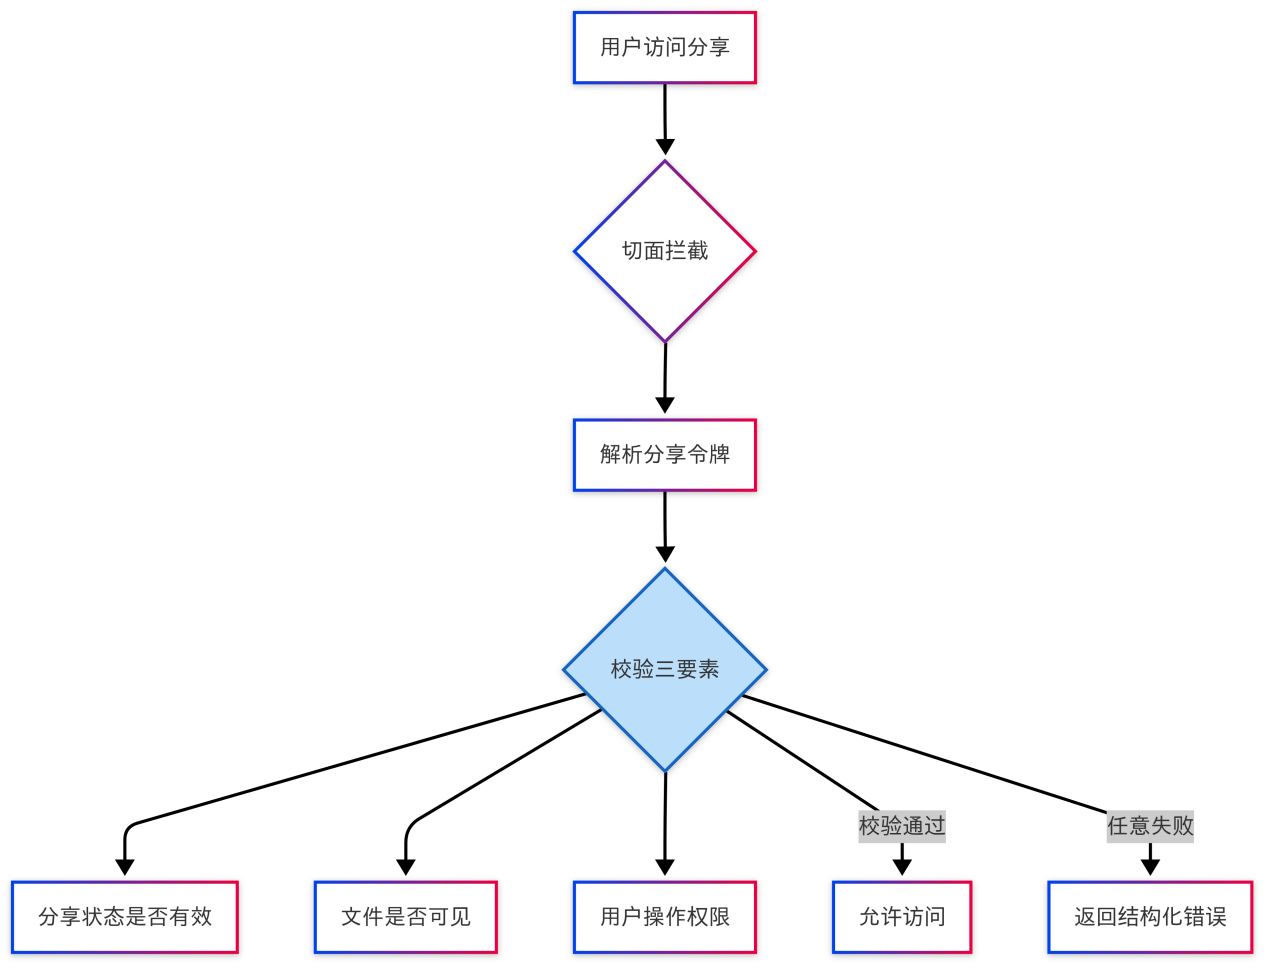 用户访问分享
切面拦截
解析分享令牌
校验三要素
校验通过
任意失败
分享状态是否有效
文件是否可见
用户操作权限
允许访问
返回结构化错误